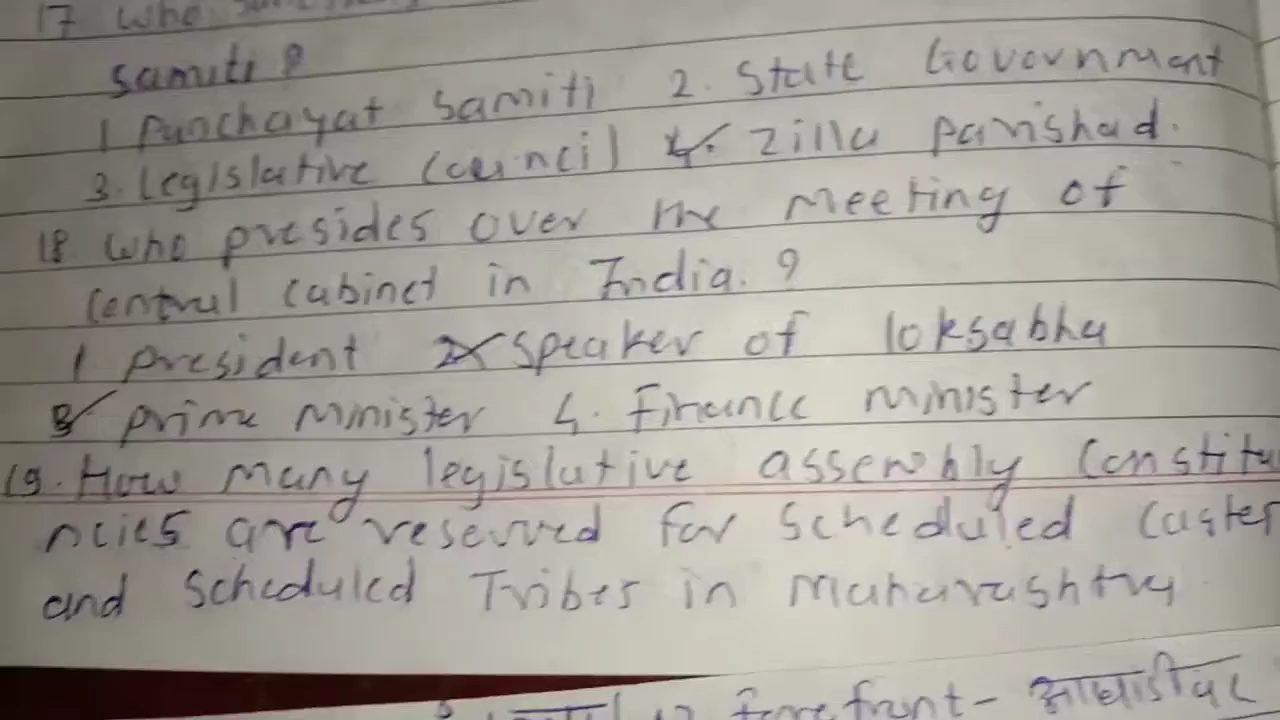 17 Who
Samiti ?
1 Panchayat Samiti 2. State Government
3. Legislative Council 4. Zilla parishad.
18. Who presides over the meeting of
Central Cabinet in India. ?
1 president 2 speaker of loksabha
3 prime minister 4. Finance minister
19. How many legislative assembly Constitu
ncies are reserved for Scheduled Castes
and Scheduled Tribes in Maharashtra
forefront -